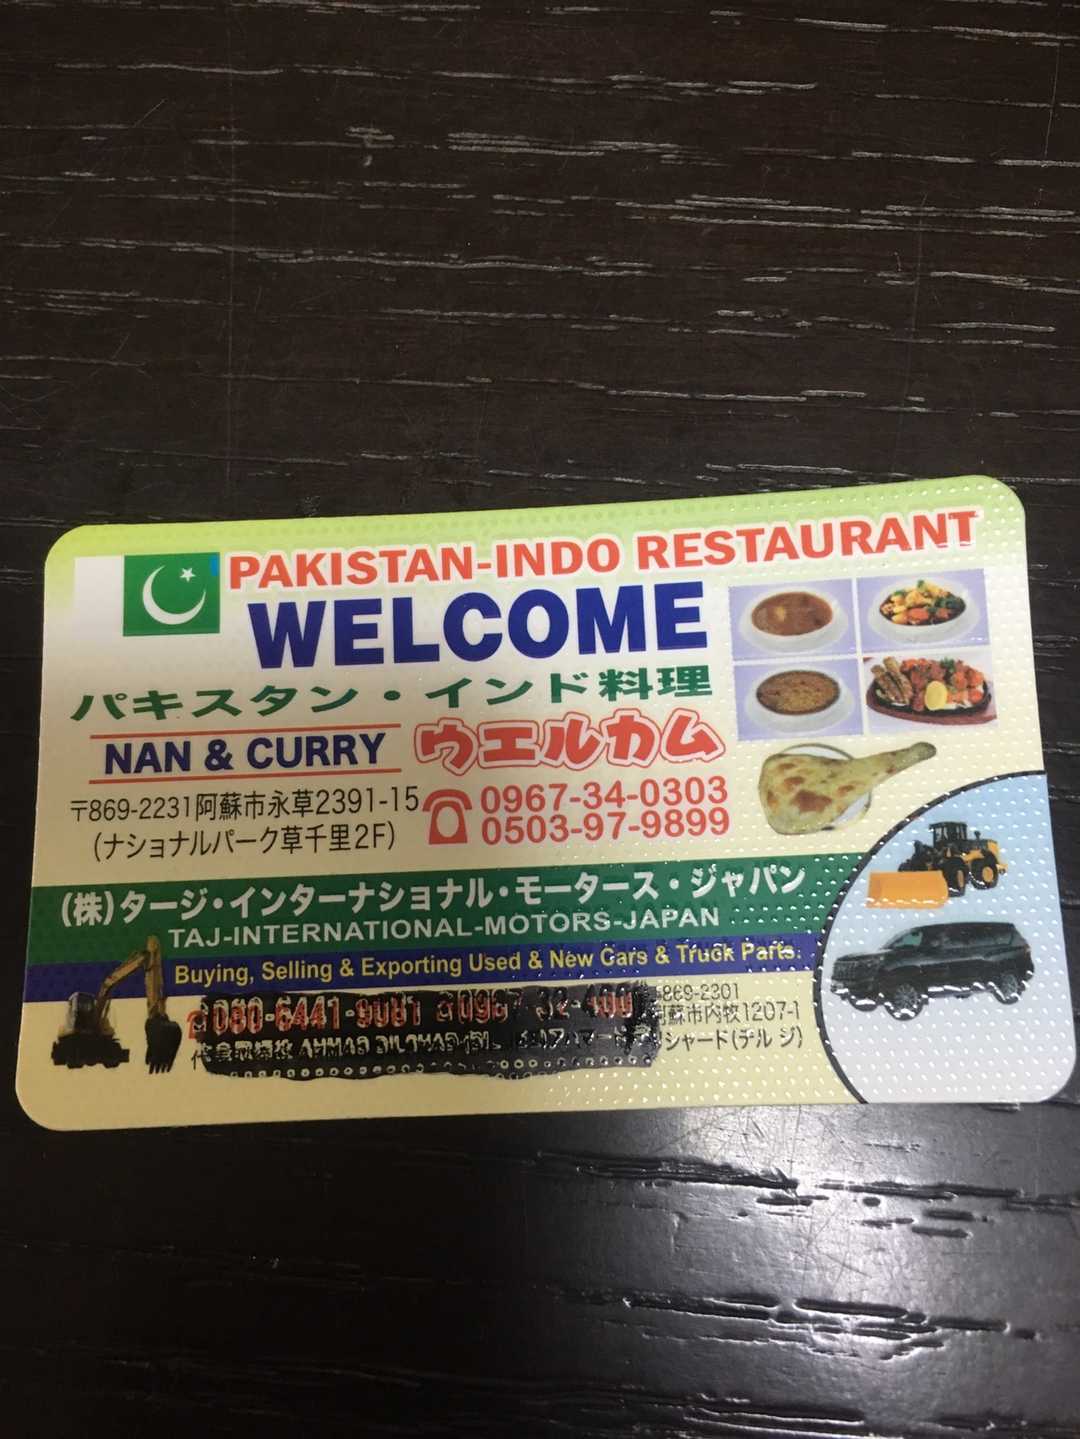 PAKISTAN-INDO RESTAURANT
WELCOME
パキスタン・インド料理
NAN & CURRY
ウエルカム
〒869-2231阿蘇市永草2391-15
(ナショナルパーク草千里2F)
0967-34-0303
0503-97-9899
(株)タージ・インターナショナル・モータース・ジャパン
TAJ-INTERNATIONAL-MOTORS-JAPAN
Buying, Selling & Exporting Used & New Cars & Truck Parts.
869-2301
阿蘇市内牧1207-1